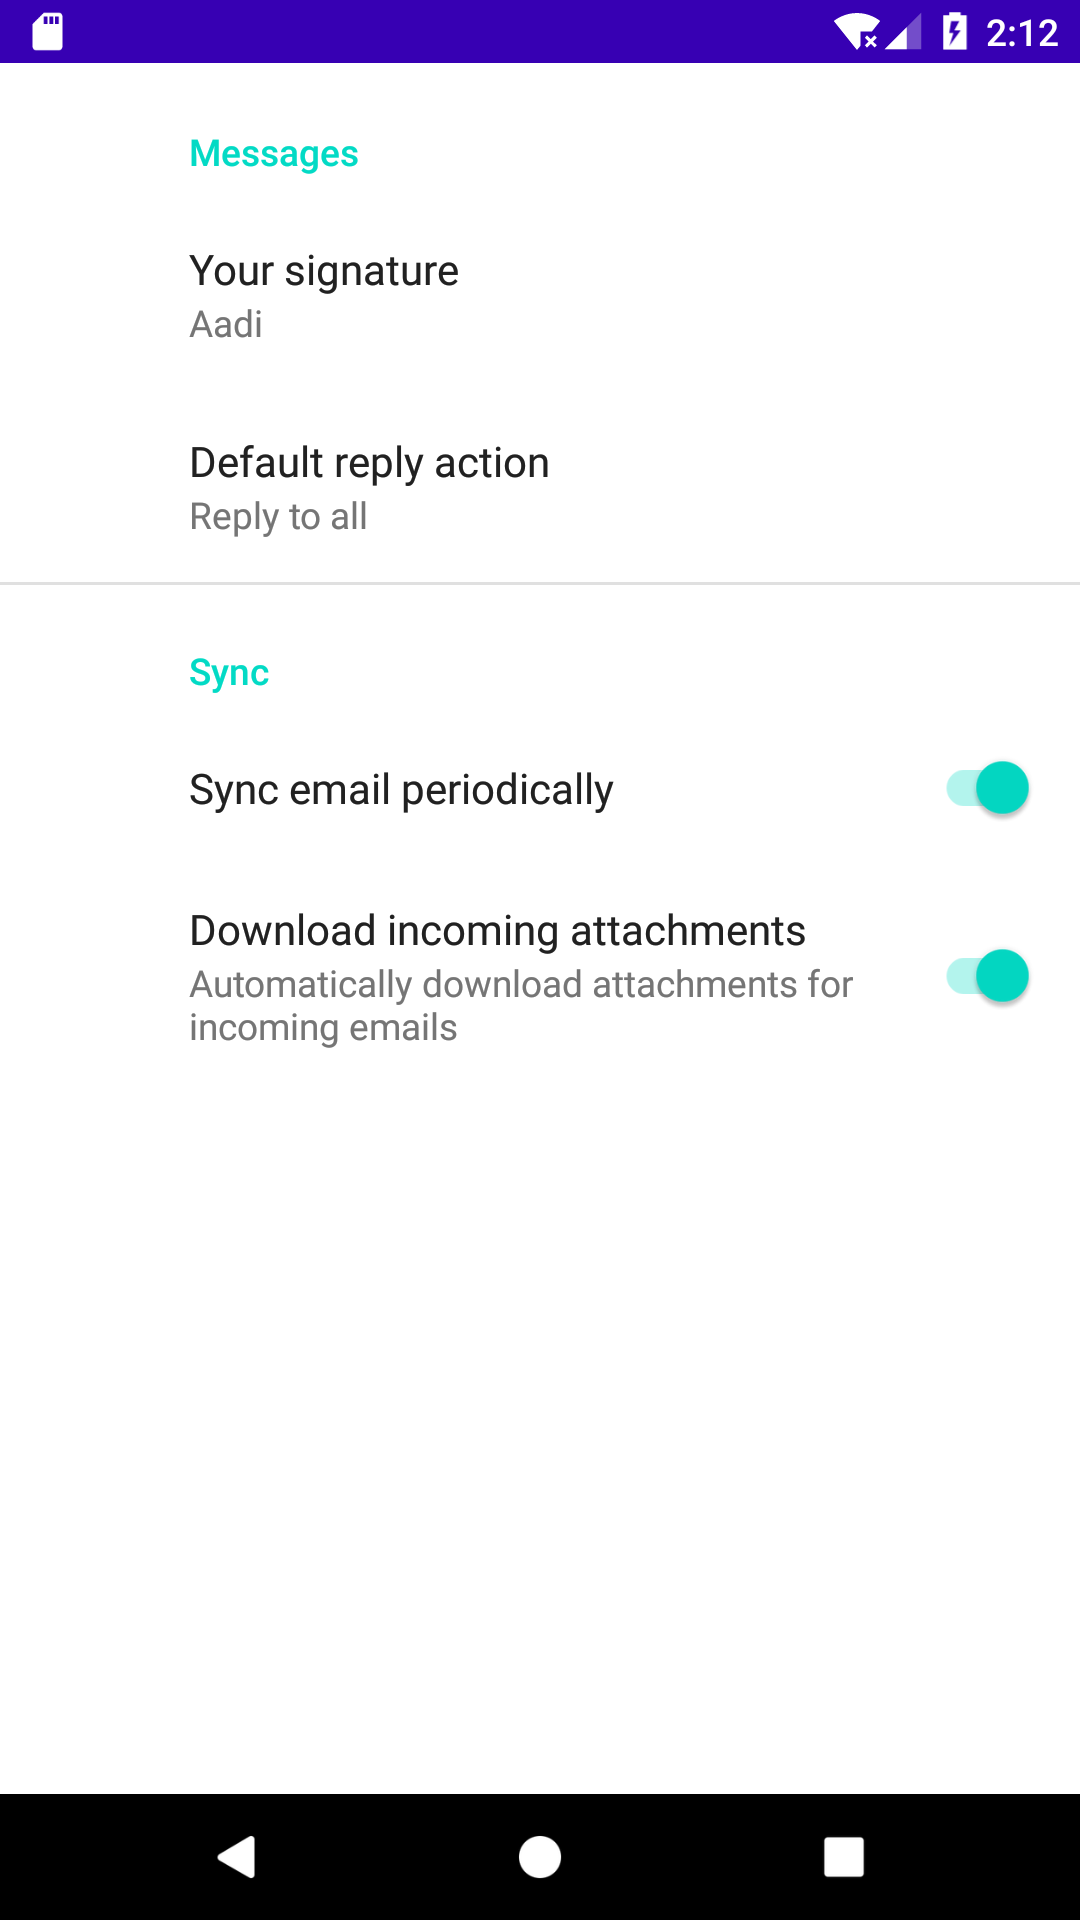 2:12
Messages
Your signature
Aadi
Default reply action
Reply to all
Sync
Sync email periodically
Download incoming attachments
Automatically download attachments for
incoming emails